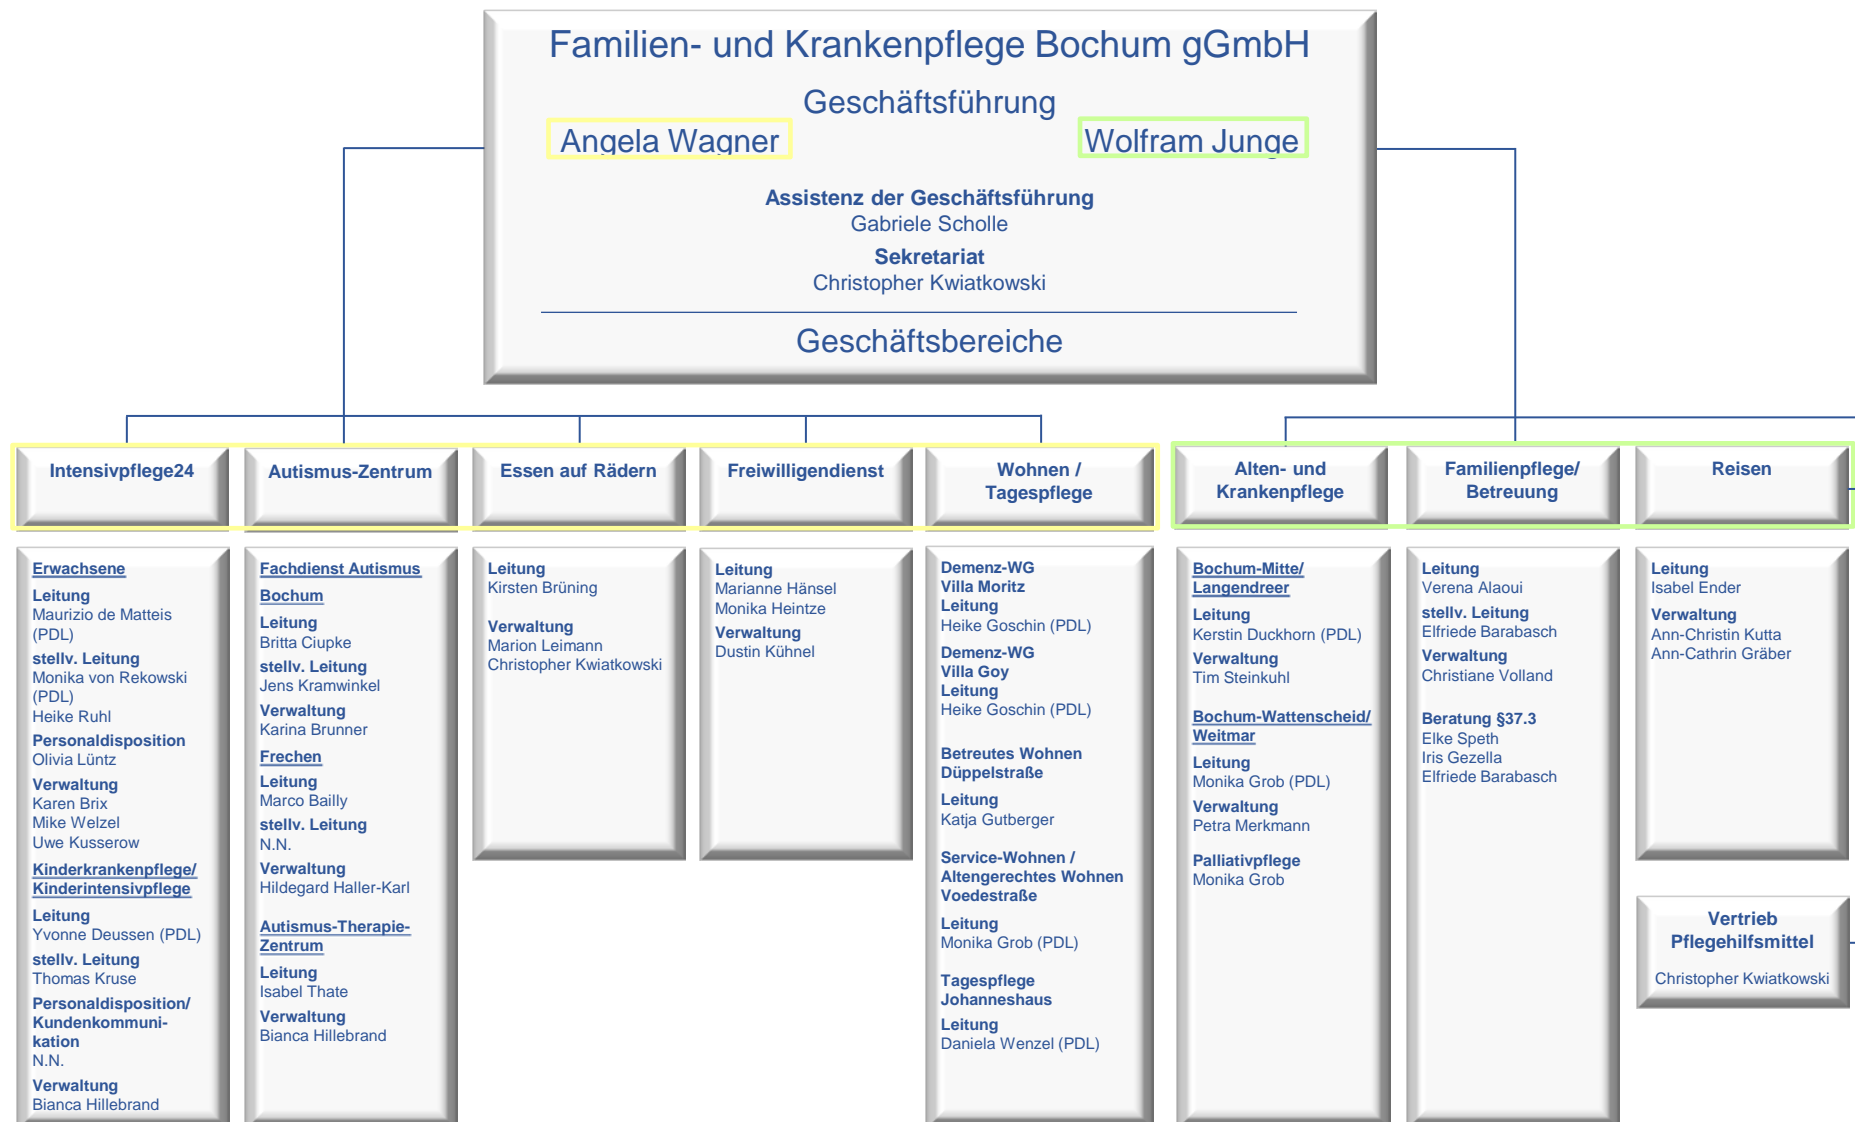 Familien- und Krankenpflege Bochum gGmbH
Geschäftsführung
Angela Wagner
Wolfram Junge
Assistenz der Geschäftsführung
Gabriele Scholle
Sekretariat
Christopher Kwiatkowski
Geschäftsbereiche
Intensivpflege24
Autismus-Zentrum
Essen auf Rädern
Freiwilligendienst
Wohnen /
Tagespflege
Alten- und
Krankenpflege
Familienpflege/
Betreuung
Reisen
Erwachsene
Leitung
Maurizio de Matteis
(PDL)
stellv. Leitung
Monika von Rekowski
(PDL)
Heike Ruhl
Personaldisposition
Olivia Lüntz
Verwaltung
Karen Brix
Mike Welzel
Uwe Kusserow
Kinderkrankenpflege/
Kinderintensivpflege
Leitung
Yvonne Deussen (PDL)
stellv. Leitung
Thomas Kruse
Personaldisposition/
Kundenkommuni-
kation
N.N.
Verwaltung
Bianca Hillebrand
Fachdienst Autismus
Bochum
Leitung
Britta Ciupke
stellv. Leitung
Jens Kramwinkel
Verwaltung
Karina Brunner
Frechen
Leitung
Marco Bailly
stellv. Leitung
N.N.
Verwaltung
Hildegard Haller-Karl
Autismus-Therapie-
Zentrum
Leitung
Isabel Thate
Verwaltung
Bianca Hillebrand
Leitung
Kirsten Brüning
Verwaltung
Marion Leimann
Christopher Kwiatkowski
Leitung
Marianne Hänsel
Monika Heintze
Verwaltung
Dustin Kühnel
Demenz-WG
Villa Moritz
Leitung
Heike Goschin (PDL)
Demenz-WG
Villa Goy
Leitung
Heike Goschin (PDL)
Betreutes Wohnen
Düppelstraße
Leitung
Katja Gutberger
Service-Wohnen /
Altengerechtes Wohnen
Voedestraße
Leitung
Monika Grob (PDL)
Tagespflege
Johanneshaus
Leitung
Daniela Wenzel (PDL)
Bochum-Mitte/
Langendreer
Leitung
Kerstin Duckhorn (PDL)
Verwaltung
Tim Steinkuhl
Bochum-Wattenscheid/
Weitmar
Leitung
Monika Grob (PDL)
Verwaltung
Petra Merkmann
Palliativpflege
Monika Grob
Leitung
Verena Alaoui
stellv. Leitung
Elfriede Barabasch
Verwaltung
Christiane Volland
Beratung §37.3
Elke Speth
Iris Gezella
Elfriede Barabasch
Leitung
Isabel Ender
Verwaltung
Ann-Christin Kutta
Ann-Cathrin Gräber
Vertrieb
Pflegehilfsmittel
Christopher Kwiatkowski